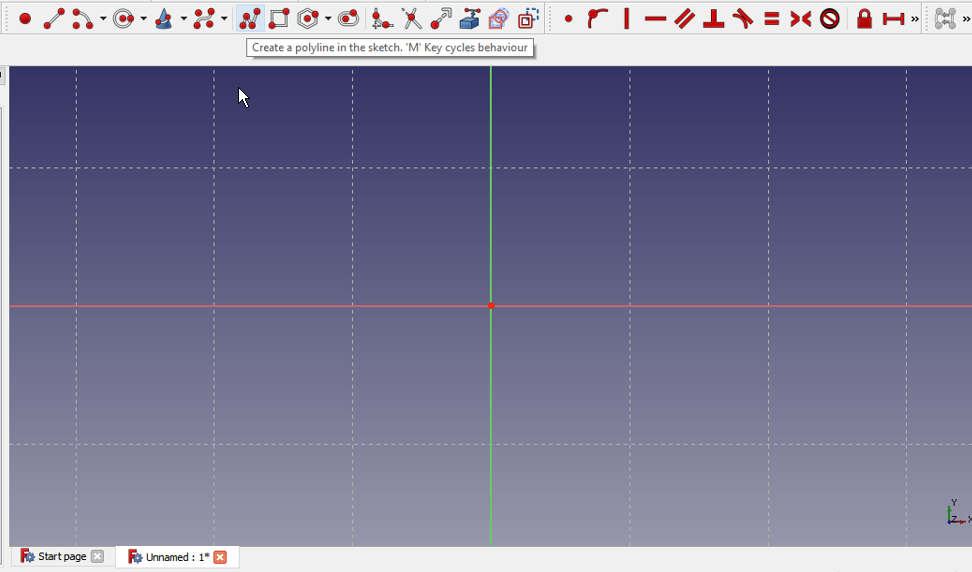 »
»
Create a polyline in the sketch. 'M' Key cycles behaviour
Y
Z
X
Start page
Unnamed : 1*